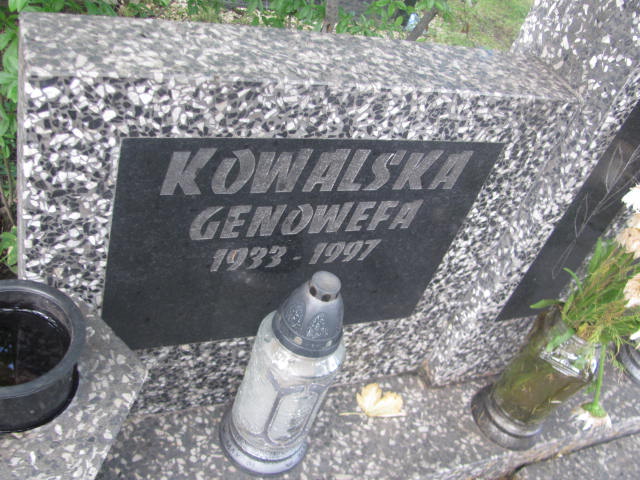 KOWALSKA
GENOWEFA
1933 - 1997